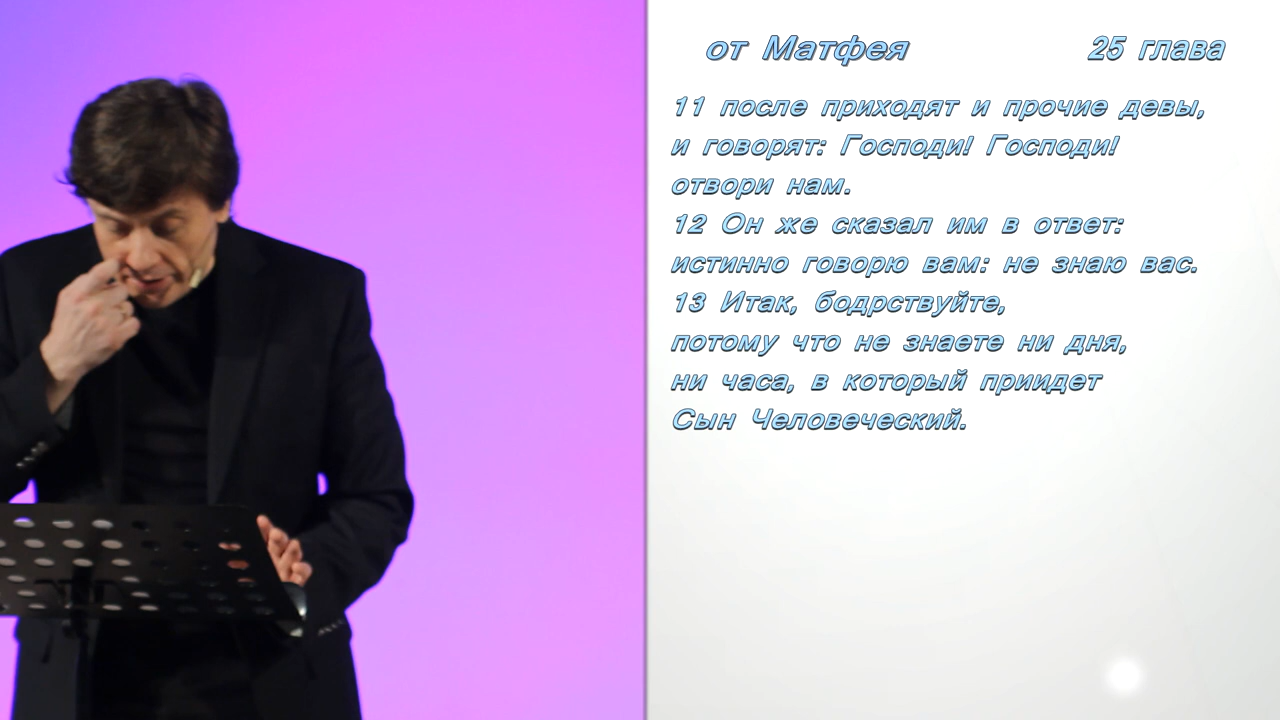 от Матфея 25 глава
11 после приходят и прочие девы,
и говорят: Господи! Господи!
отвори нам.
12 Он же сказал им в ответ:
истинно говорю вам: не знаю вас.
13 Итак, бодрствуйте,
потому что не знаете ни дня,
ни часа, в который приидет
Сын Человеческий.